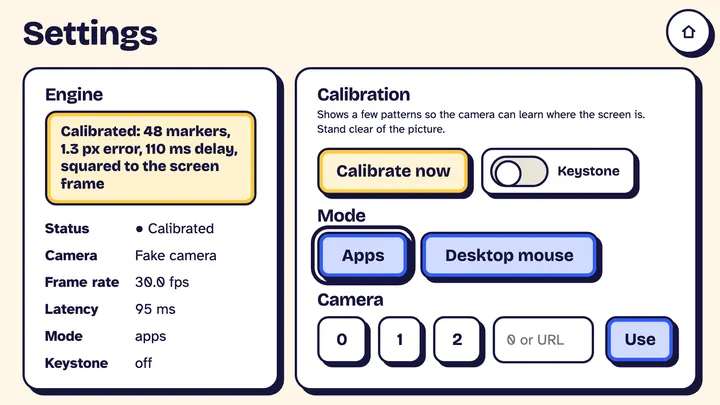 Settings
Engine
Calibrated: 48 markers,
1.3 px error, 110 ms delay,
squared to the screen
frame
Status ● Calibrated
Camera Fake camera
Frame rate 30.0 fps
Latency 95 ms
Mode apps
Keystone off
Calibration
Shows a few patterns so the camera can learn where the screen is.
Stand clear of the picture.
Calibrate now Keystone
Mode
Apps Desktop mouse
Camera
0 1 2 0 or URL Use